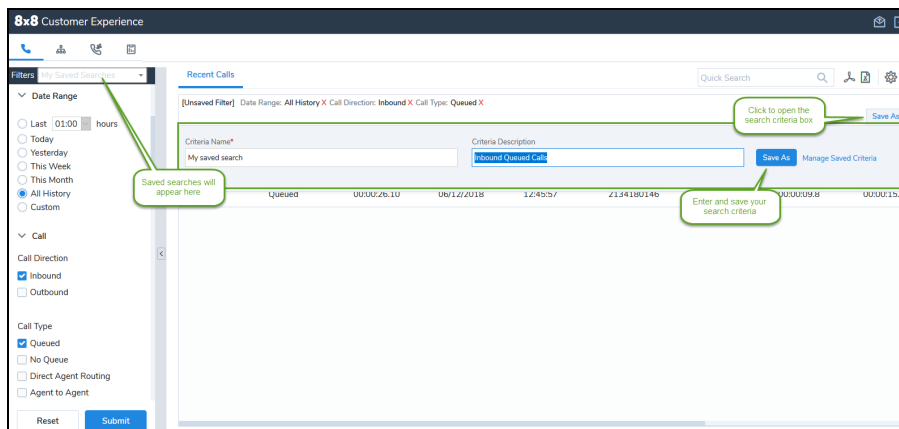 8x8 Customer Experience
Filters My Saved Searches
Recent Calls
Quick Search
Date Range
[Unsaved Filter] Date Range: All History X Call Direction: Inbound X Call Type: Queued X
Click to open the
search criteria box
Save As
Last 01:00 hours
Today
Yesterday
This Week
This Month
All History
Custom
Criteria Name*
Criteria Description
My saved search
Inbound Queued Calls
Save As
Manage Saved Criteria
Saved searches will
appear here
Enter and save your
search criteria
Queued 00:00:26.10 06/12/2018 12:45:57 2134180146 00:00:09.8 00:00:15.
Call
Call Direction
Inbound
Outbound
Call Type
Queued
No Queue
Direct Agent Routing
Agent to Agent
Reset
Submit